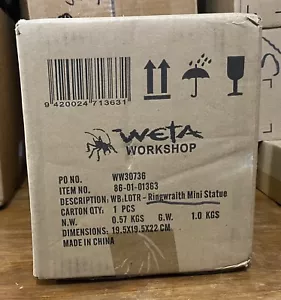 9 420024 713631
WETA
WORKSHOP
PO NO. WW30736
ITEM NO. 86-01-01363
DESCRIPTION: WB:LOTR - Ringwraith Mini Statue
CARTON QTY: 1 PCS
N.W. 0.57 KGS G.W. 1.0 KGS
DIMENSIONS: 19.5X19.5X22 CM
MADE IN CHINA